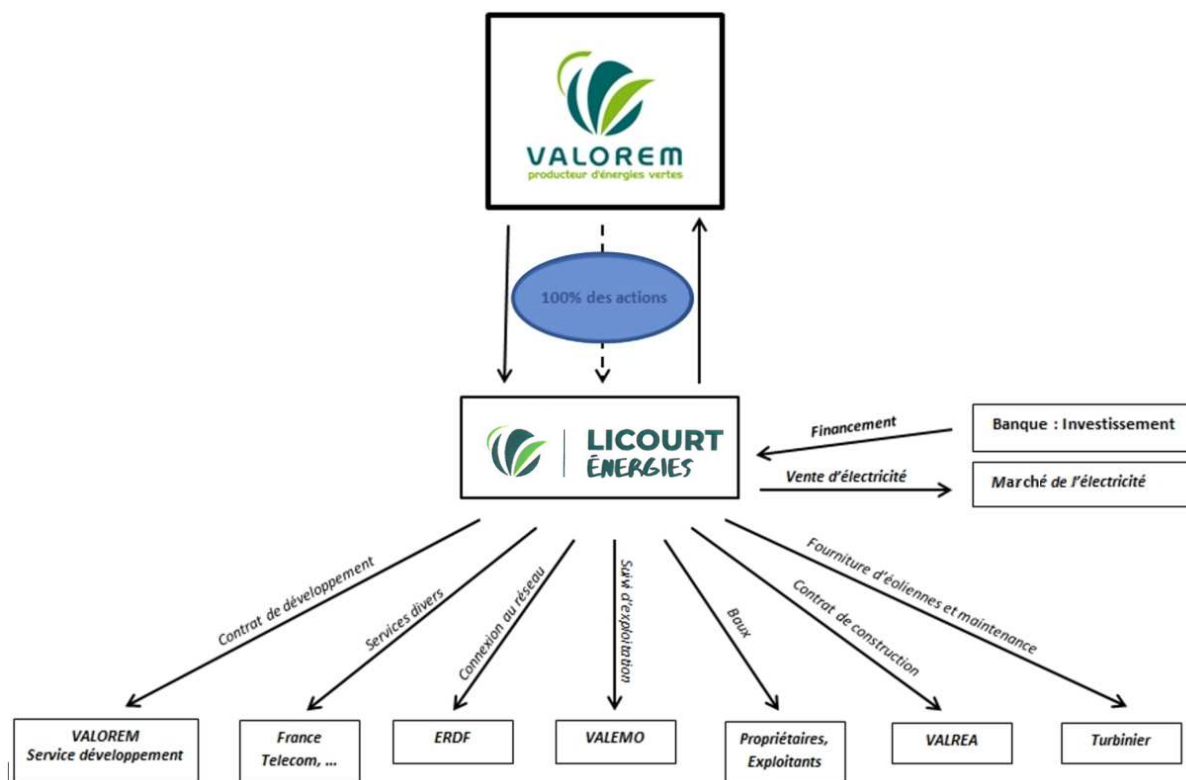 VALOREM
producteur d'énergies vertes
100% des actions
LICOURT
ÉNERGIES
Financement
Banque : Investissement
Vente d'électricité
Marché de l'électricité
Contrat de développement
Services divers
Connexion au réseau
Suivi d'exploitation
Baux
Contrat de construction
Fourniture d'éoliennes et maintenance
VALOREM
Service développement
France
Telecom, ...
ERDF
VALEMO
Propriétaires,
Exploitants
VALREA
Turbinier